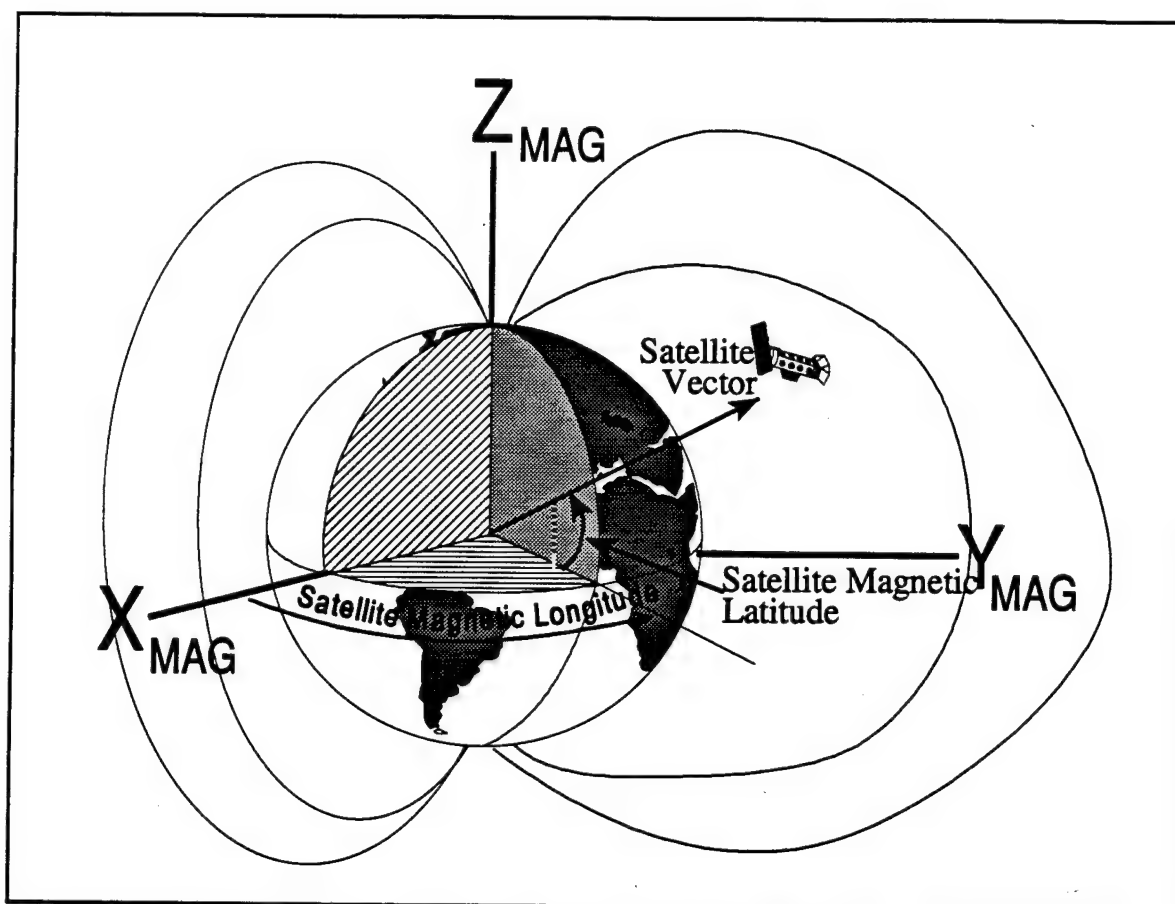 Z MAG
Satellite
Vector
Y MAG
Satellite Magnetic
Latitude
X MAG
Satellite Magnetic Longitude